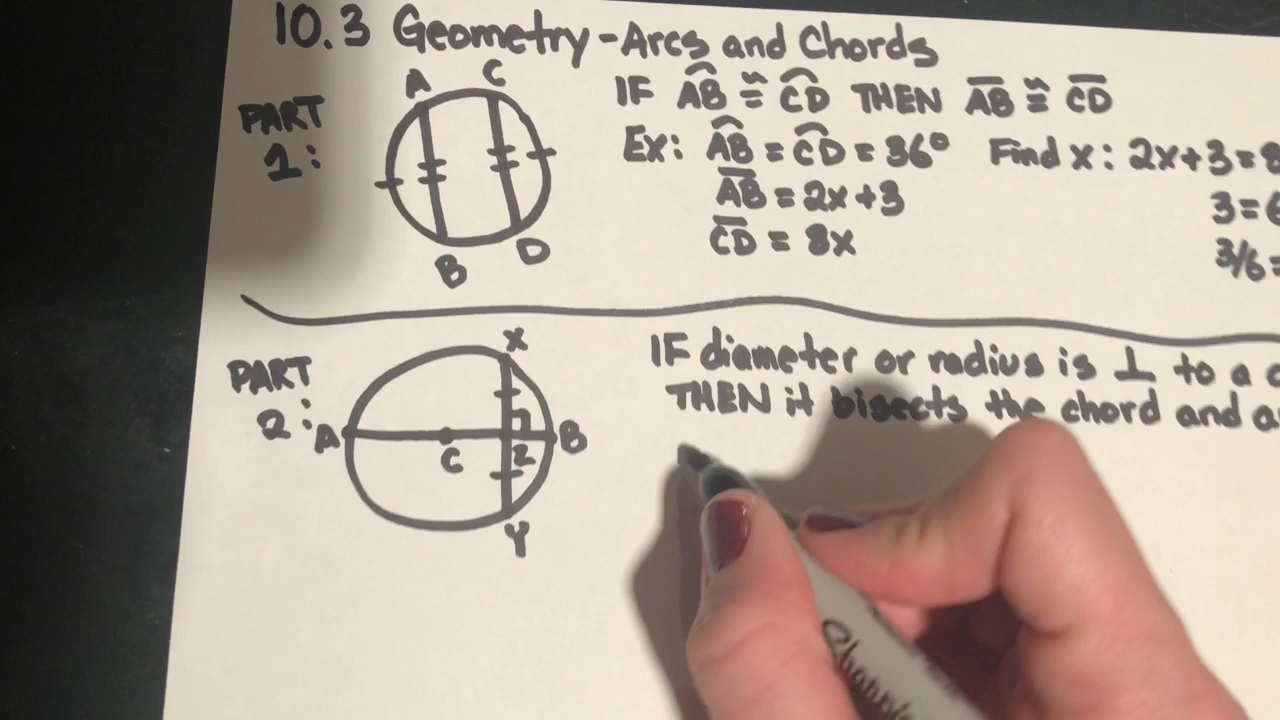 10.3 Geometry - Arcs and Chords
PART
1:
A
C
B
D
IF AB ≅ CD THEN AB ≅ CD
Ex: AB = CD = 36° Find x: 2x+3=8
AB = 2x+3
CD = 8x
3=6
3/6=
PART
2:
X
A
C
Z
B
Y
IF diameter or radius is ⊥ to a
THEN it bisects the chord and
Sharpie